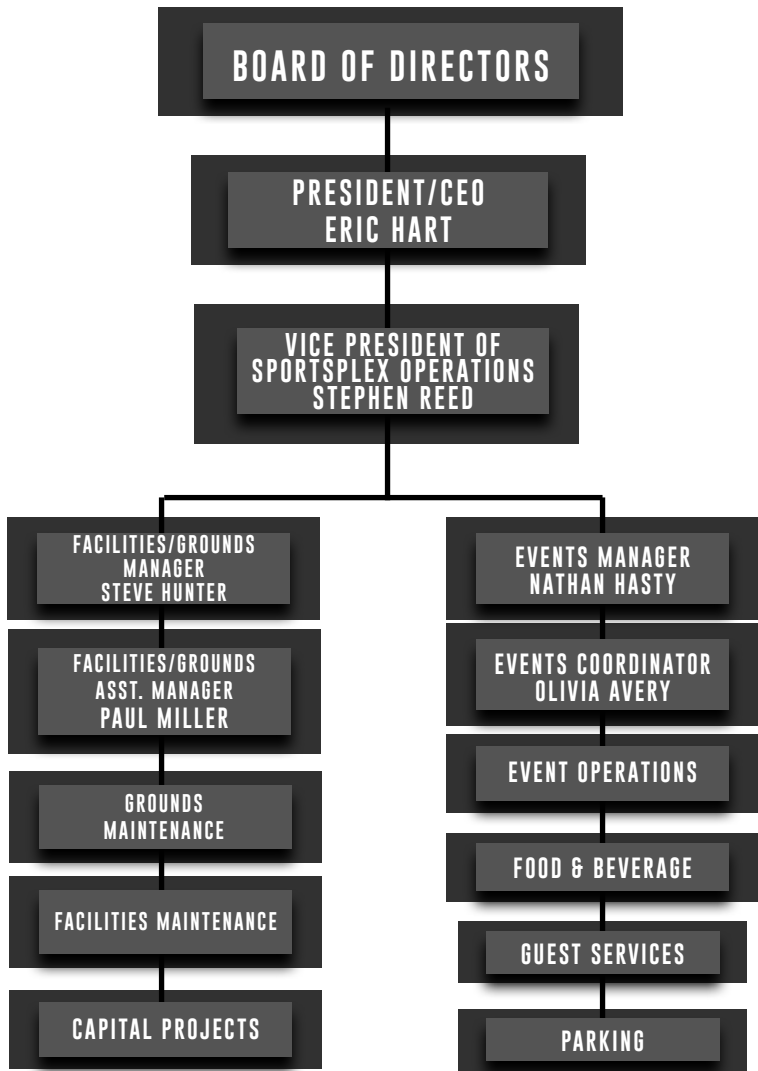 BOARD OF DIRECTORS
PRESIDENT/CEO
ERIC HART
VICE PRESIDENT OF
SPORTSPLEX OPERATIONS
STEPHEN REED
FACILITIES/GROUNDS
MANAGER
STEVE HUNTER
FACILITIES/GROUNDS
ASST. MANAGER
PAUL MILLER
GROUNDS
MAINTENANCE
FACILITIES MAINTENANCE
CAPITAL PROJECTS
EVENTS MANAGER
NATHAN HASTY
EVENTS COORDINATOR
OLIVIA AVERY
EVENT OPERATIONS
FOOD & BEVERAGE
GUEST SERVICES
PARKING